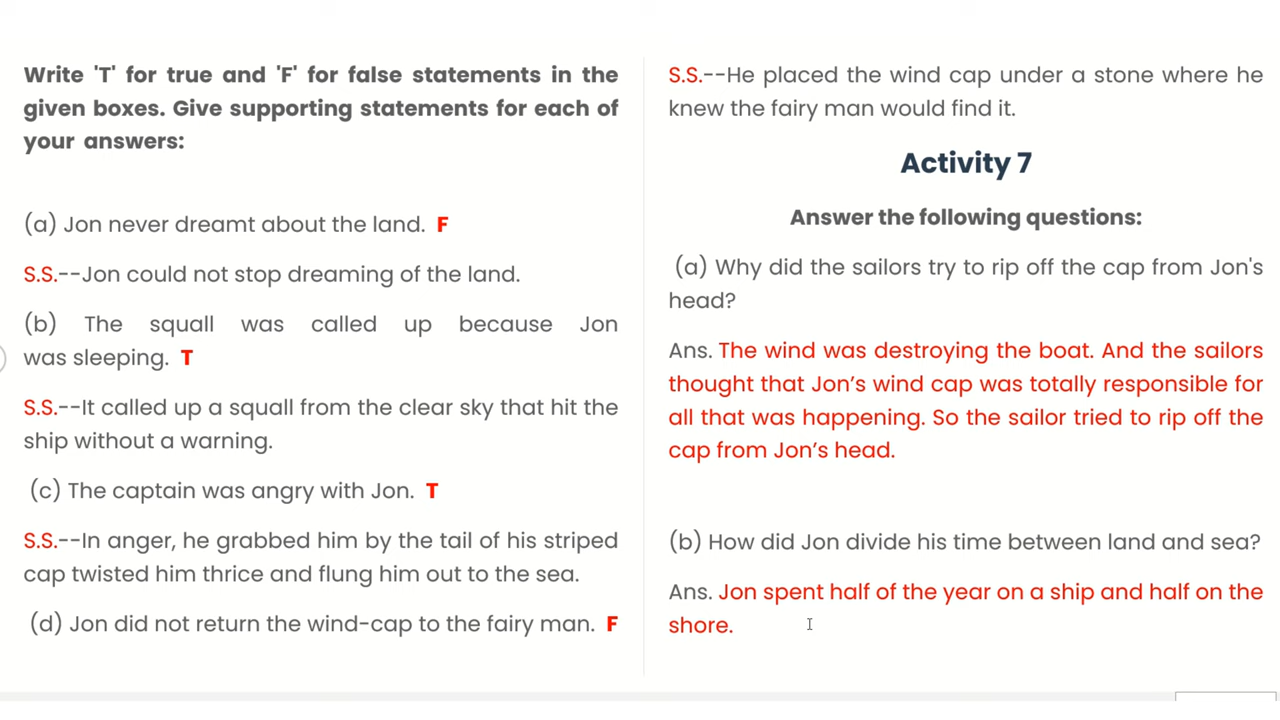 Write 'T' for true and 'F' for false statements in the
given boxes. Give supporting statements for each of
your answers:
(a) Jon never dreamt about the land. F
S.S.--Jon could not stop dreaming of the land.
(b) The squall was called up because Jon
was sleeping. T
S.S.--It called up a squall from the clear sky that hit the
ship without a warning.
(c) The captain was angry with Jon. T
S.S.--In anger, he grabbed him by the tail of his striped
cap twisted him thrice and flung him out to the sea.
(d) Jon did not return the wind-cap to the fairy man. F
S.S.--He placed the wind cap under a stone where he
knew the fairy man would find it.
Activity 7
Answer the following questions:
(a) Why did the sailors try to rip off the cap from Jon's
head?
Ans. The wind was destroying the boat. And the sailors
thought that Jon’s wind cap was totally responsible for
all that was happening. So the sailor tried to rip off the
cap from Jon’s head.
(b) How did Jon divide his time between land and sea?
Ans. Jon spent half of the year on a ship and half on the
shore.